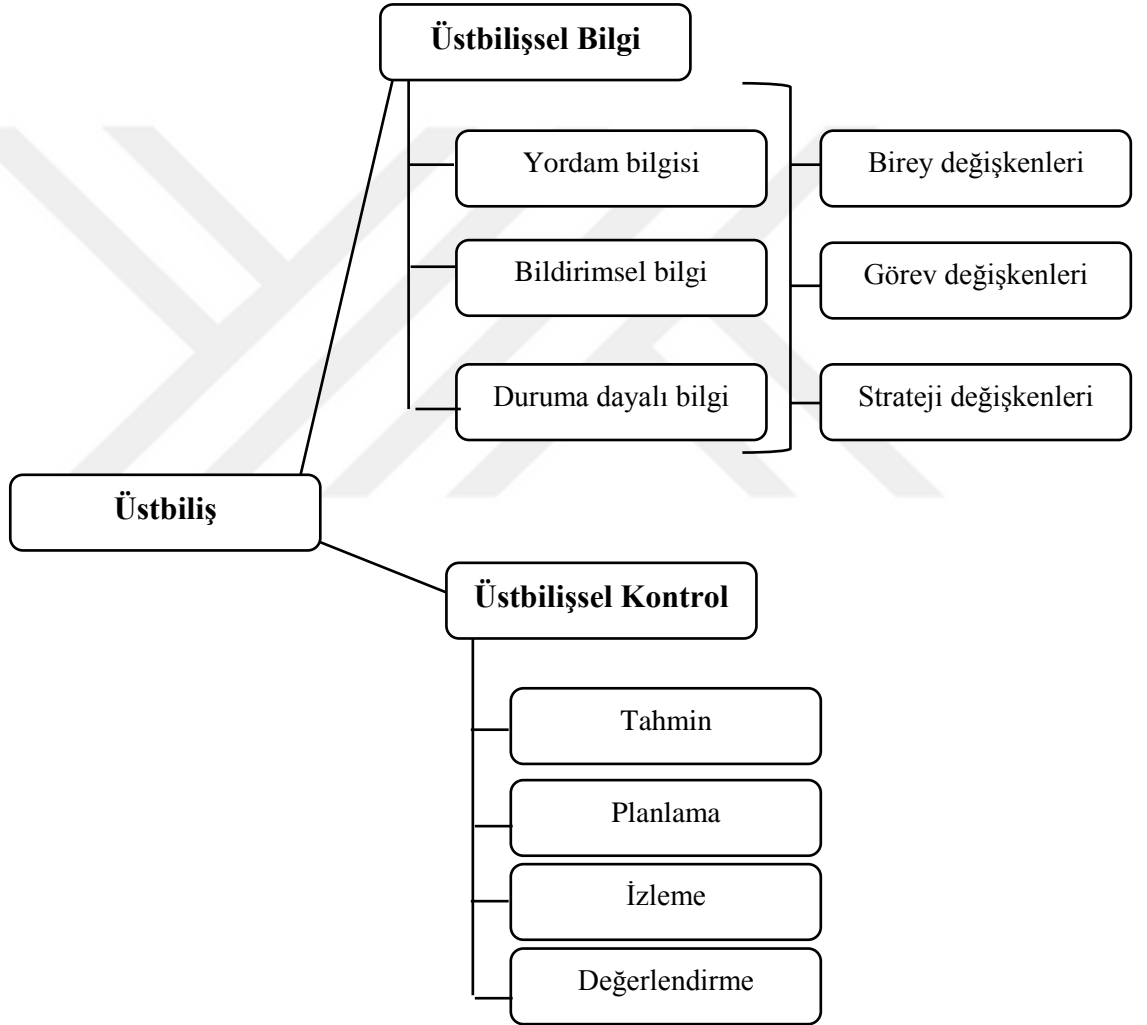 Üstbilişsel Bilgi
Yordam bilgisi
Birey değişkenleri
Bildirimsel bilgi
Görev değişkenleri
Duruma dayalı bilgi
Strateji değişkenleri
Üstbiliş
Üstbilişsel Kontrol
Tahmin
Planlama
İzleme
Değerlendirme